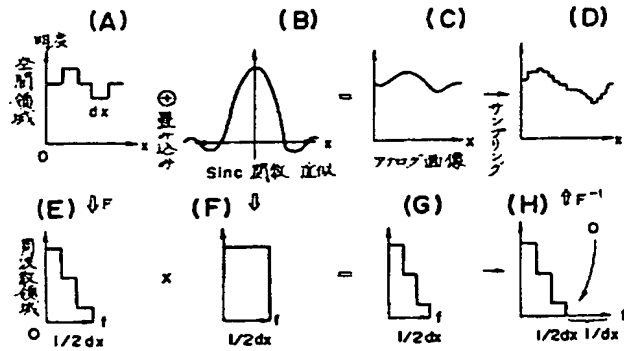 (A) (B) (C) (D)
明度
空間領域
dx
O
x
⊕
畳み込み
x
Sinc 関数 近似
=
x
アナログ画像
→
サンプリング
x
(E) ⇩F (F) ⇩ (G) (H) ⇧F⁻¹
周波数領域
O
f
1/2dx
x
f
1/2dx
=
f
1/2dx
→
O
f
1/2dx 1/dx